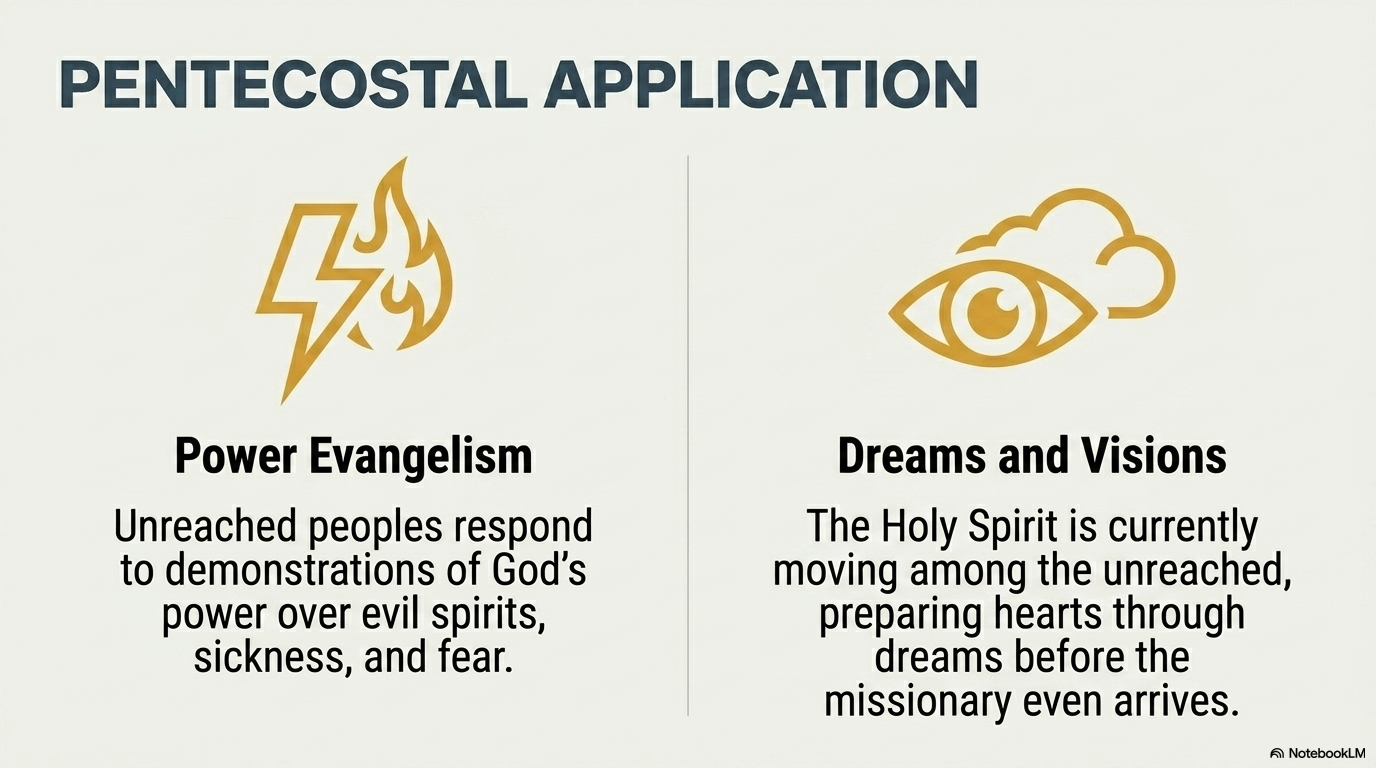 PENTECOSTAL APPLICATION
Power Evangelism
Unreached peoples respond
to demonstrations of God’s
power over evil spirits,
sickness, and fear.
Dreams and Visions
The Holy Spirit is currently
moving among the unreached,
preparing hearts through
dreams before the
missionary even arrives.
NotebookLM